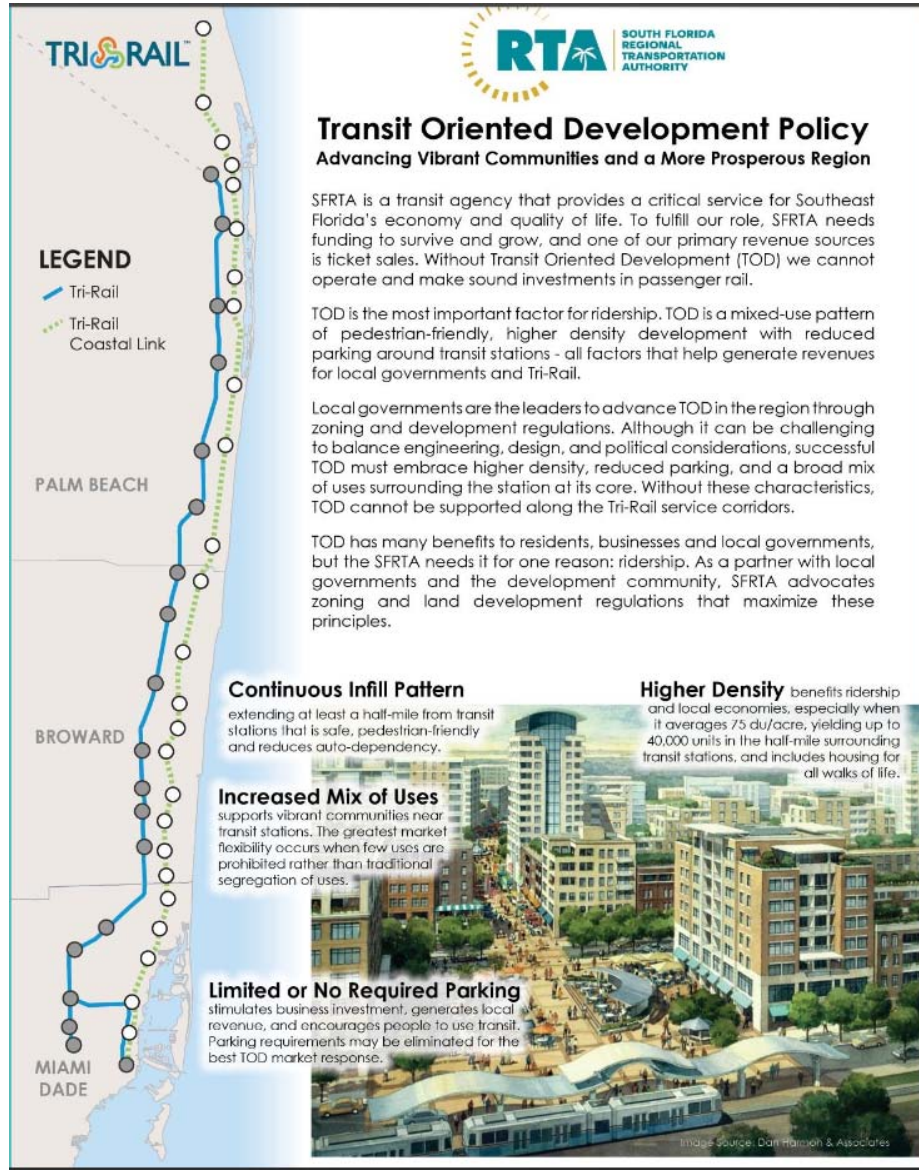 TRI RAIL™
RTA
SOUTH FLORIDA
REGIONAL
TRANSPORTATION
AUTHORITY
Transit Oriented Development Policy
Advancing Vibrant Communities and a More Prosperous Region
SFRTA is a transit agency that provides a critical service for Southeast
Florida's economy and quality of life. To fulfill our role, SFRTA needs
funding to survive and grow, and one of our primary revenue sources
is ticket sales. Without Transit Oriented Development (TOD) we cannot
operate and make sound investments in passenger rail.
TOD is the most important factor for ridership. TOD is a mixed-use pattern
of pedestrian-friendly, higher density development with reduced
parking around transit stations - all factors that help generate revenues
for local governments and Tri-Rail.
Local governments are the leaders to advance TOD in the region through
zoning and development regulations. Although it can be challenging
to balance engineering, design, and political considerations, successful
TOD must embrace higher density, reduced parking, and a broad mix
of uses surrounding the station at its core. Without these characteristics,
TOD cannot be supported along the Tri-Rail service corridors.
TOD has many benefits to residents, businesses and local governments,
but the SFRTA needs it for one reason: ridership. As a partner with local
governments and the development community, SFRTA advocates
zoning and land development regulations that maximize these
principles.
LEGEND
Tri-Rail
Tri-Rail
Coastal Link
PALM BEACH
BROWARD
MIAMI
DADE
Continuous Infill Pattern
extending at least a half-mile from transit
stations that is safe, pedestrian-friendly
and reduces auto-dependency.
Higher Density benefits ridership
and local economies, especially when
it averages 75 du/acre, yielding up to
40,000 units in the half-mile surrounding
transit stations, and includes housing for
all walks of life.
Increased Mix of Uses
supports vibrant communities near
transit stations. The greatest market
flexibility occurs when few uses are
prohibited rather than traditional
segregation of uses.
Limited or No Required Parking
stimulates business investment, generates local
revenue, and encourages people to use transit.
Parking requirements may be eliminated for the
best TOD market response.
Image Source: Dan Harmon & Associates